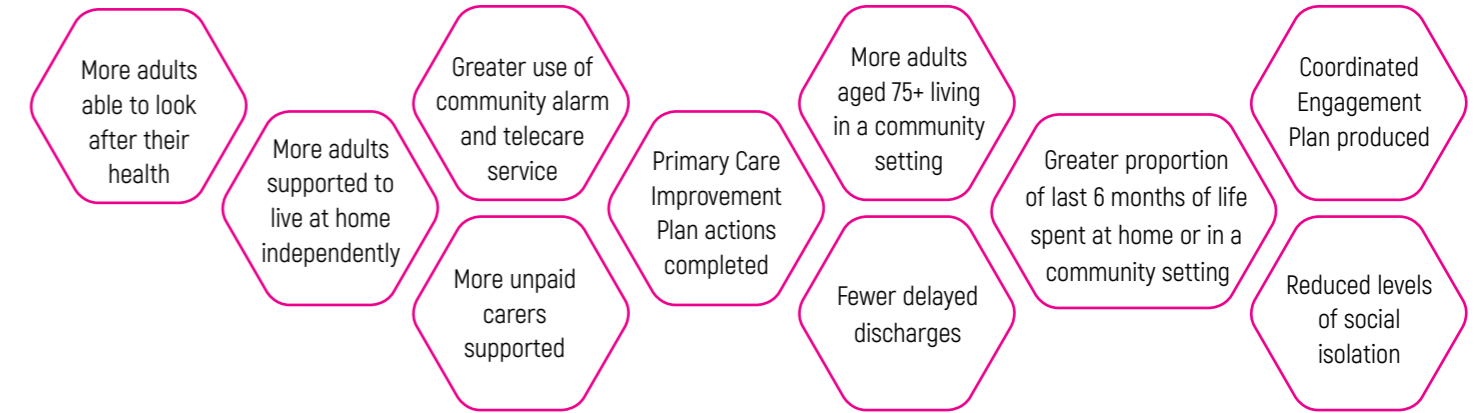 More adults
able to look
after their
health
More adults
supported to
live at home
independently
Greater use of
community alarm
and telecare
service
More unpaid
carers
supported
Primary Care
Improvement
Plan actions
completed
More adults
aged 75+ living
in a community
setting
Fewer delayed
discharges
Greater proportion
of last 6 months of life
spent at home or in a
community setting
Coordinated
Engagement
Plan produced
Reduced levels
of social
isolation